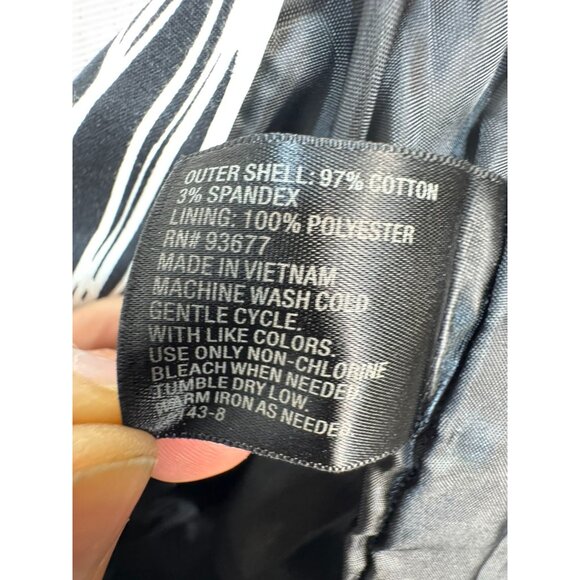 OUTER SHELL: 97% COTTON
3% SPANDEX
LINING: 100% POLYESTER
RN# 93677
MADE IN VIETNAM
MACHINE WASH COLD
GENTLE CYCLE.
WITH LIKE COLORS.
USE ONLY NON-CHLORINE
BLEACH WHEN NEEDED.
TUMBLE DRY LOW.
WARM IRON AS NEEDED